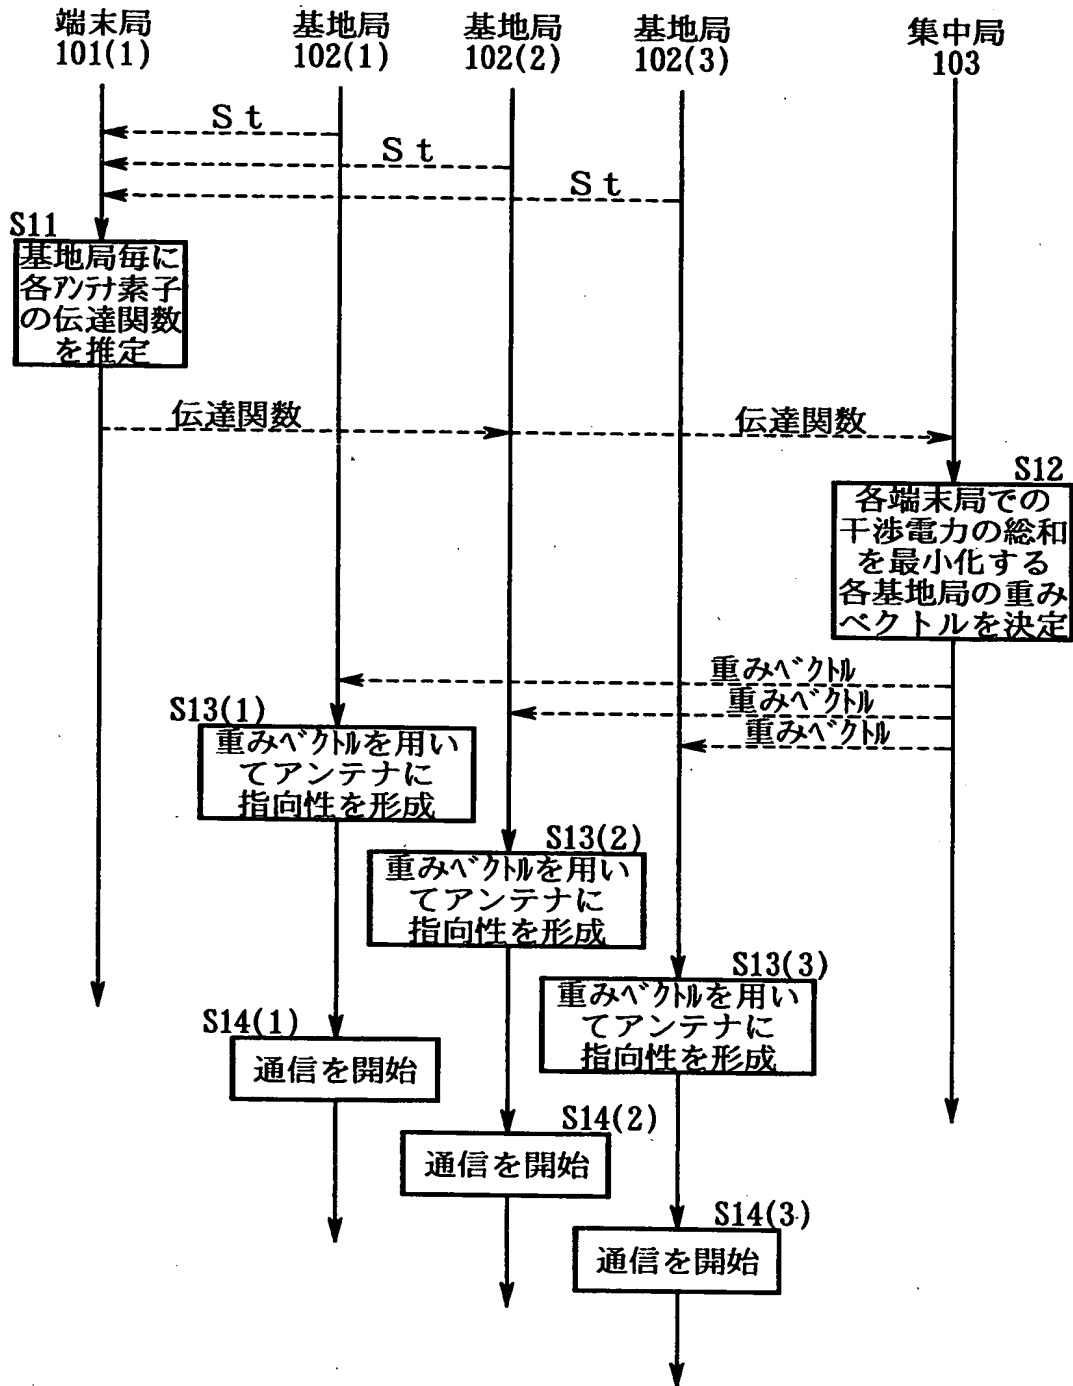 端末局
101(1)
基地局
102(1)
基地局
102(2)
基地局
102(3)
集中局
103
St
St
St
S11
基地局毎に
各ｱﾝﾃﾅ素子
の伝達関数
を推定
伝達関数
伝達関数
S12
各端末局での
干渉電力の総和
を最小化する
各基地局の重み
ベクトルを決定
重みﾍﾞｸﾄﾙ
重みﾍﾞｸﾄﾙ
重みﾍﾞｸﾄﾙ
S13(1)
重みﾍﾞｸﾄﾙを用い
てアンテナに
指向性を形成
S13(2)
重みﾍﾞｸﾄﾙを用い
てアンテナに
指向性を形成
S13(3)
重みﾍﾞｸﾄﾙを用い
てアンテナに
指向性を形成
S14(1)
通信を開始
S14(2)
通信を開始
S14(3)
通信を開始